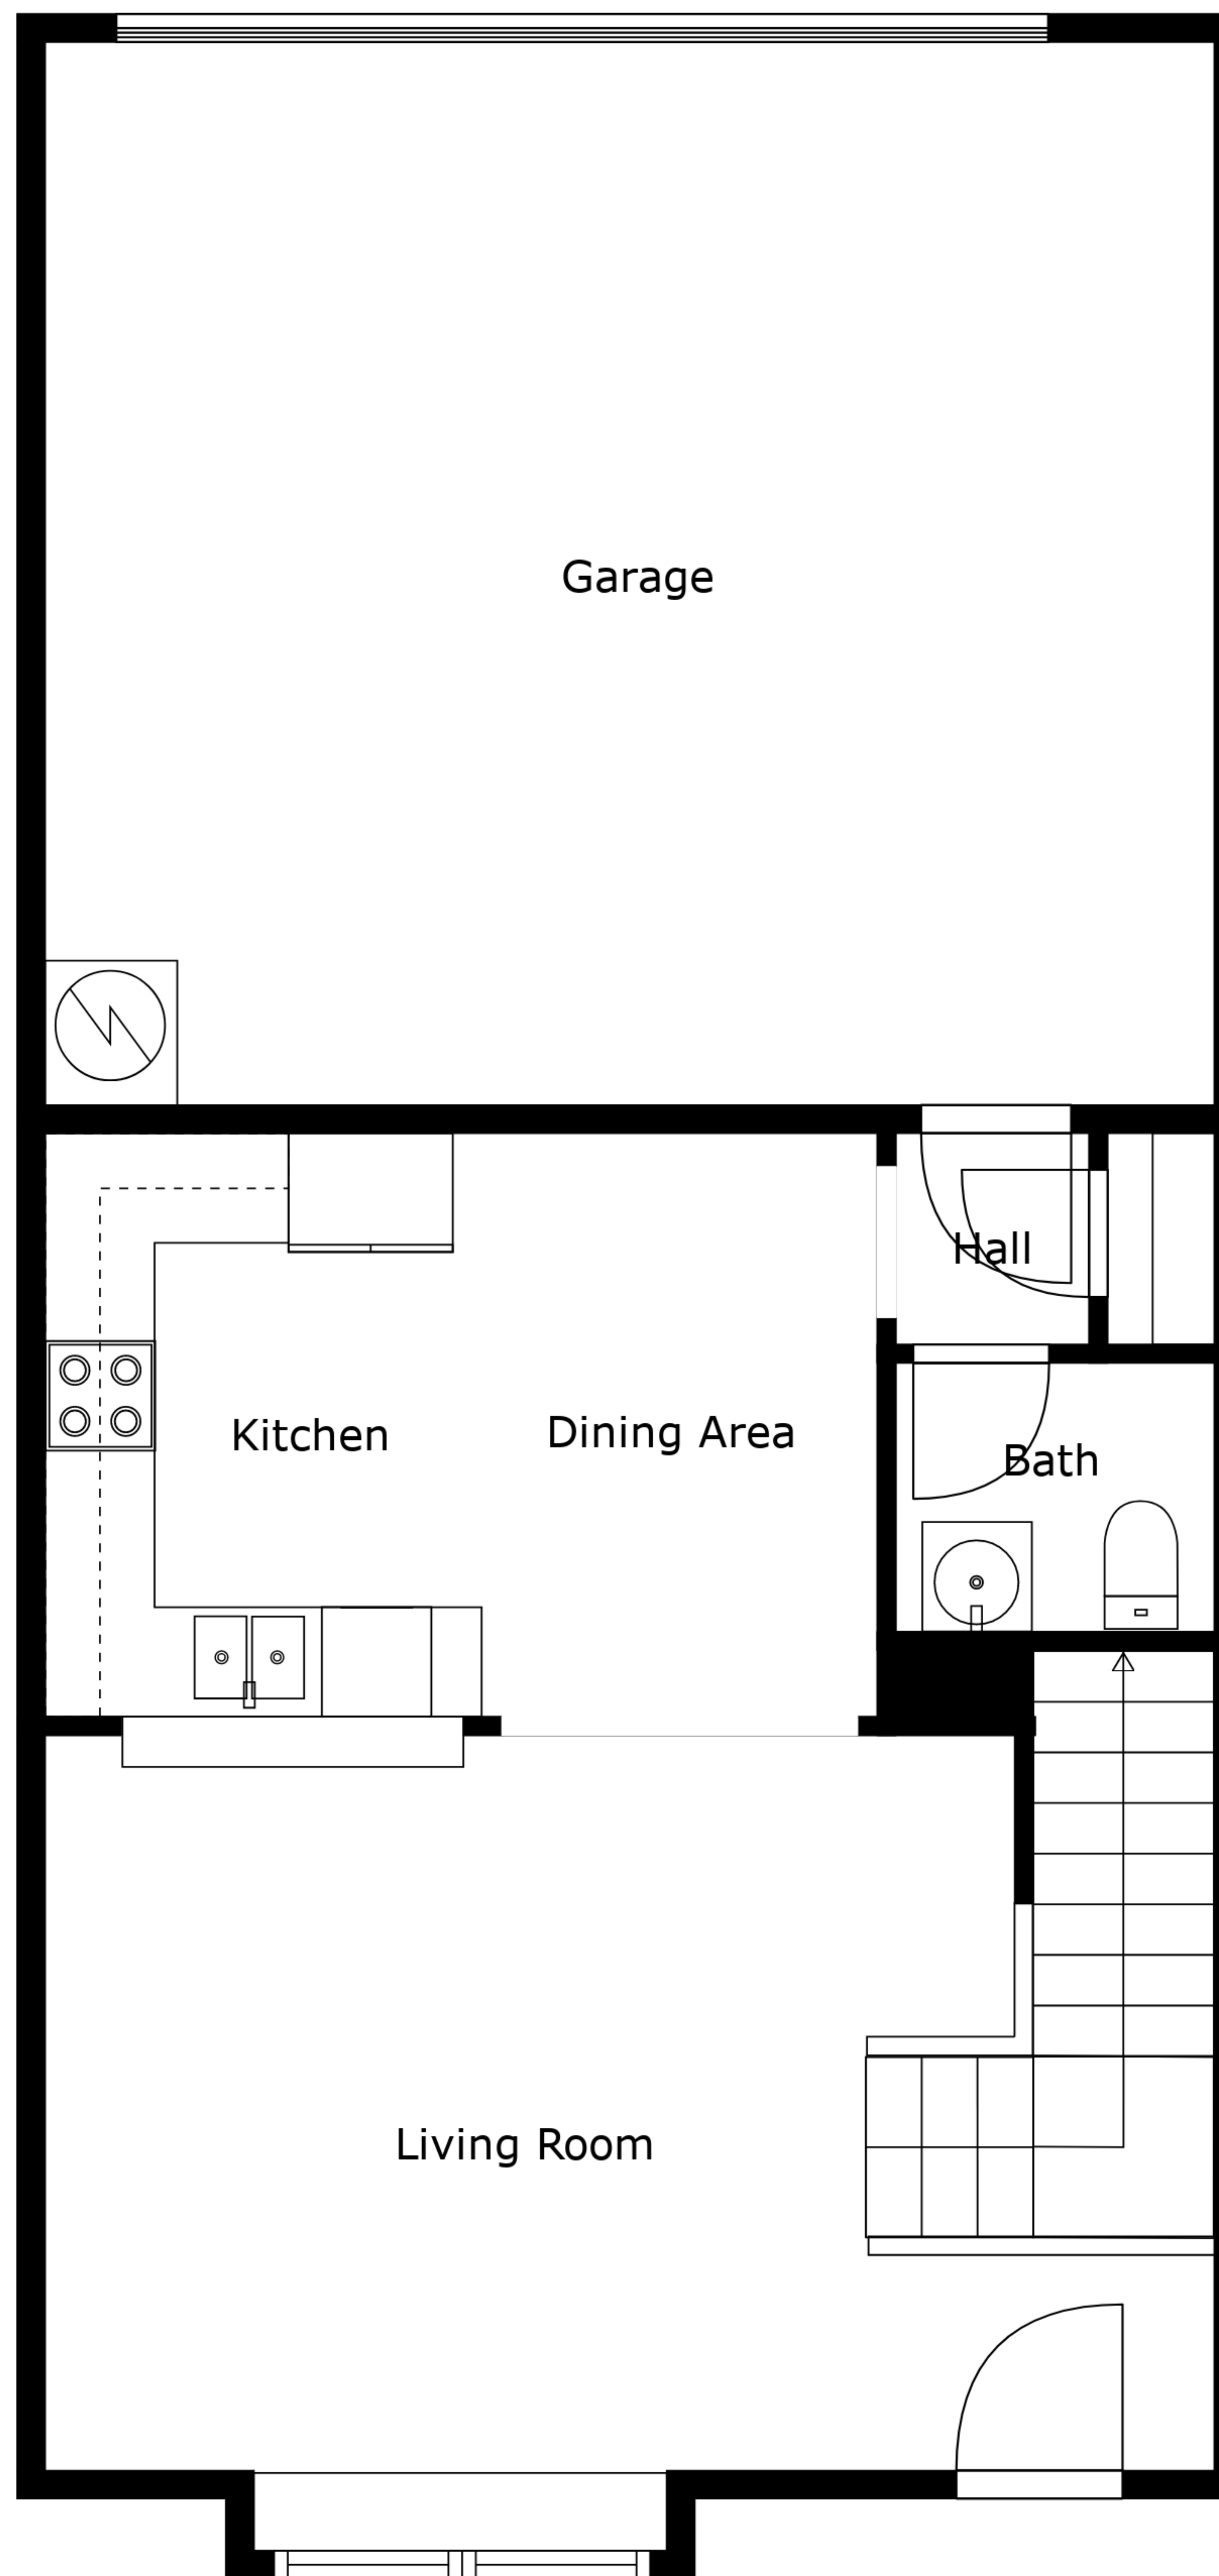 Garage
Hall
Kitchen
Dining Area
Bath
Living Room